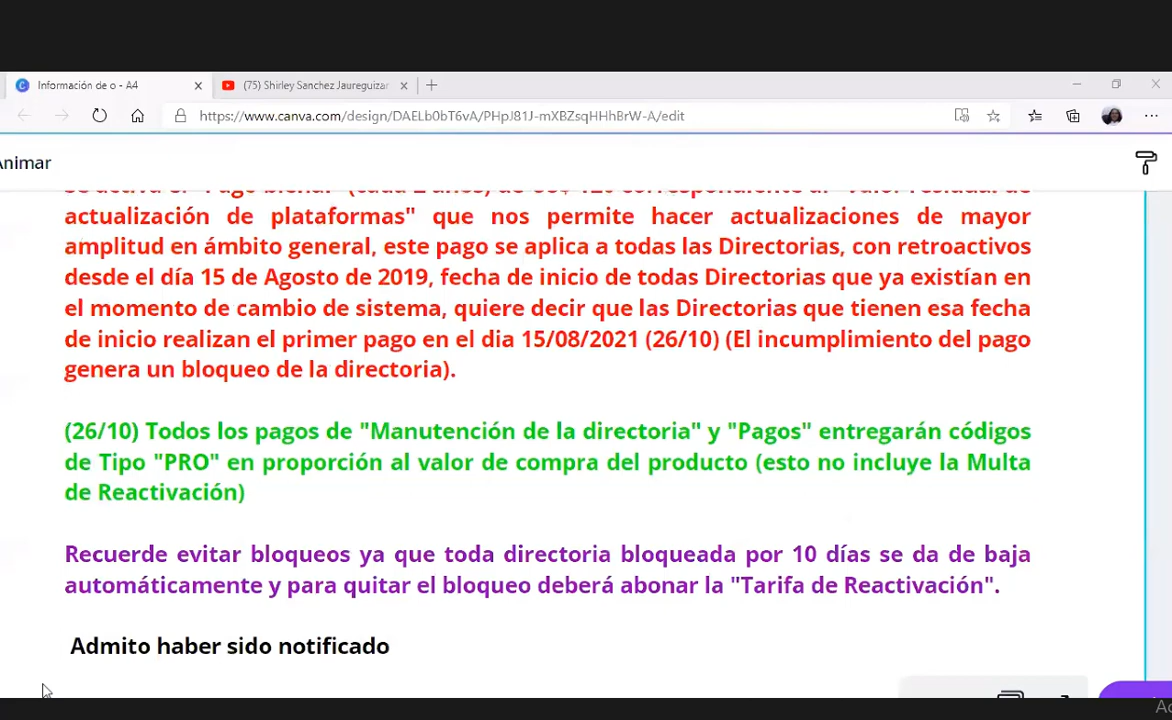 Información de o - A4
(75) Shirley Sanchez Jaureguizar
https://www.canva.com/design/DAELb0bT6vA/PHpJ81J-mXBZsqHHhBrW-A/edit
Animar
actualización de plataformas" que nos permite hacer actualizaciones de mayor
amplitud en ámbito general, este pago se aplica a todas las Directorias, con retroactivos
desde el día 15 de Agosto de 2019, fecha de inicio de todas Directorias que ya existían en
el momento de cambio de sistema, quiere decir que las Directorias que tienen esa fecha
de inicio realizan el primer pago en el dia 15/08/2021 (26/10) (El incumplimiento del pago
genera un bloqueo de la directoria).
(26/10) Todos los pagos de "Manutención de la directoria" y "Pagos" entregarán códigos
de Tipo "PRO" en proporción al valor de compra del producto (esto no incluye la Multa
de Reactivación)
Recuerde evitar bloqueos ya que toda directoria bloqueada por 10 días se da de baja
automáticamente y para quitar el bloqueo deberá abonar la "Tarifa de Reactivación".
Admito haber sido notificado